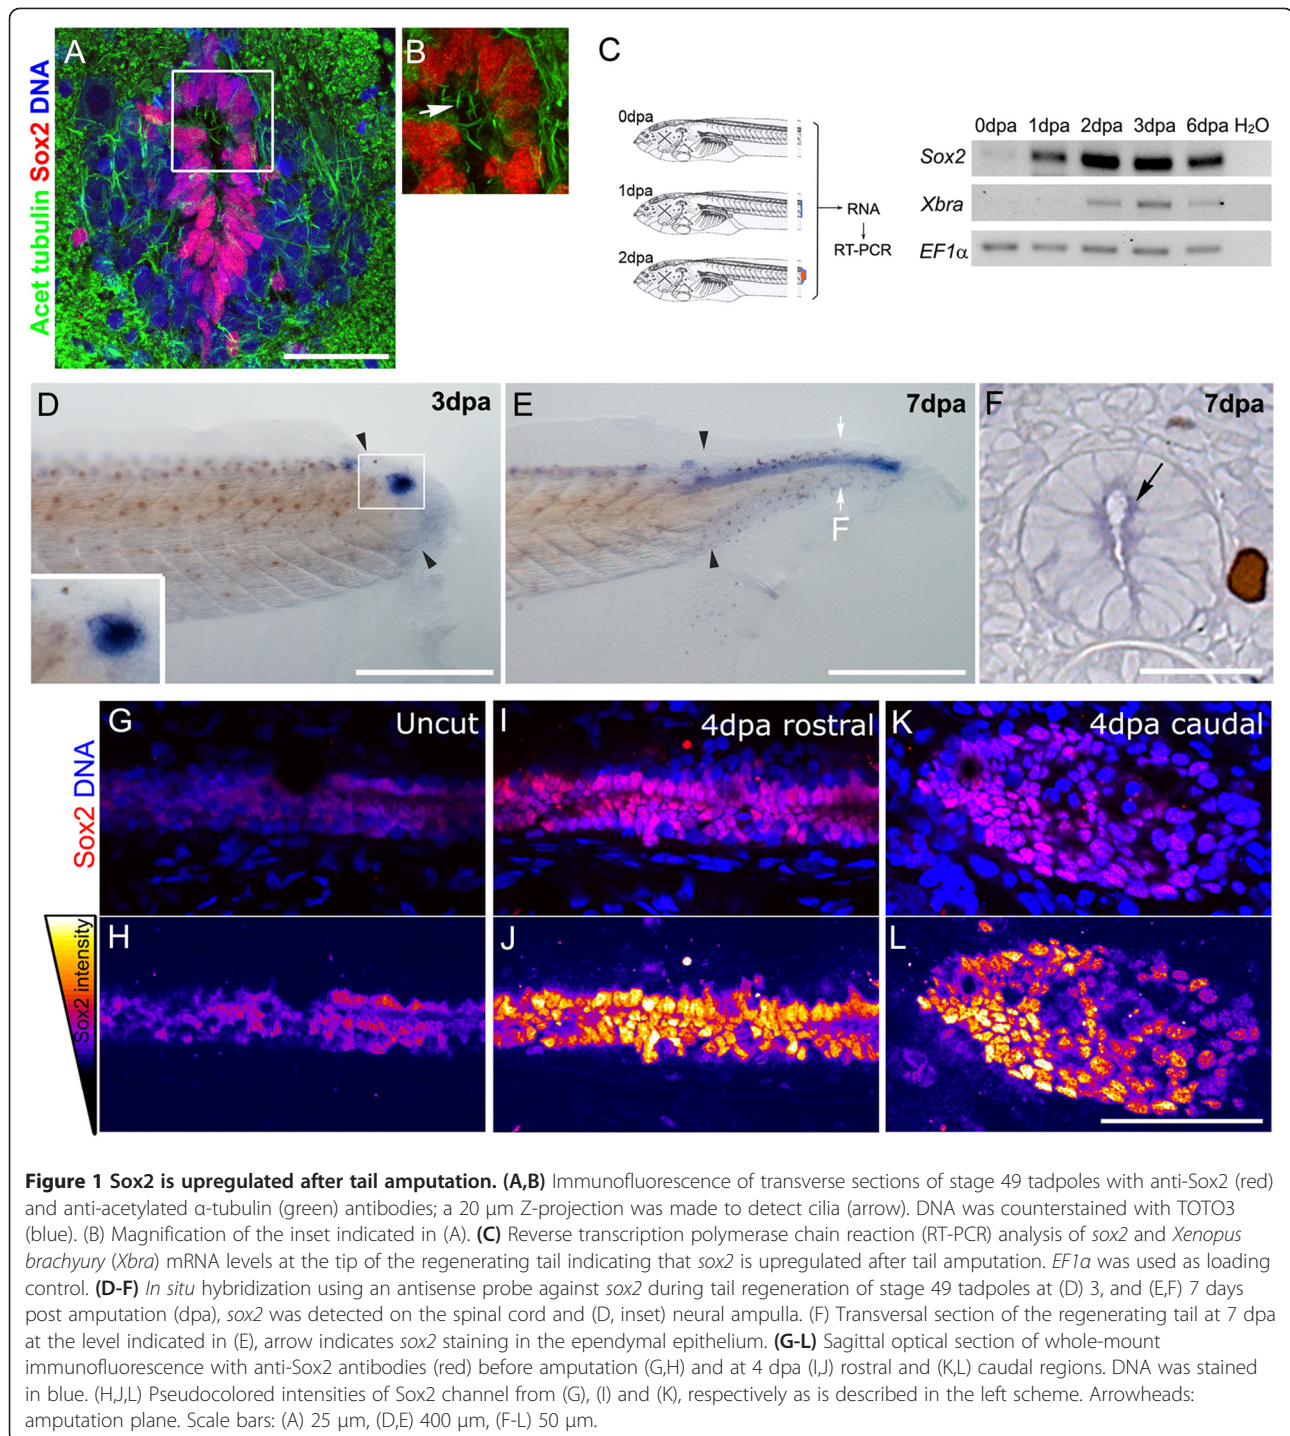 A
Acet tubulin Sox2 DNA
B
C
0dpa
1dpa
2dpa
RNA
RT-PCR
0dpa 1dpa 2dpa 3dpa 6dpa H₂O
Sox2
Xbra
EF1α
D 3dpa
E 7dpa
F
F 7dpa
G Uncut
I 4dpa rostral
K 4dpa caudal
Sox2 DNA
H
J
L
Sox2 intensity
Figure 1 Sox2 is upregulated after tail amputation. (A,B) Immunofluorescence of transverse sections of stage 49 tadpoles with anti-Sox2 (red)
and anti-acetylated α-tubulin (green) antibodies; a 20 μm Z-projection was made to detect cilia (arrow). DNA was counterstained with TOTO3
(blue). (B) Magnification of the inset indicated in (A). (C) Reverse transcription polymerase chain reaction (RT-PCR) analysis of sox2 and Xenopus
brachyury (Xbra) mRNA levels at the tip of the regenerating tail indicating that sox2 is upregulated after tail amputation. EF1α was used as loading
control. (D-F) In situ hybridization using an antisense probe against sox2 during tail regeneration of stage 49 tadpoles at (D) 3, and (E,F) 7 days
post amputation (dpa), sox2 was detected on the spinal cord and (D, inset) neural ampulla. (F) Transversal section of the regenerating tail at 7 dpa
at the level indicated in (E), arrow indicates sox2 staining in the ependymal epithelium. (G-L) Sagittal optical section of whole-mount
immunofluorescence with anti-Sox2 antibodies (red) before amputation (G,H) and at 4 dpa (I,J) rostral and (K,L) caudal regions. DNA was stained
in blue. (H,J,L) Pseudocolored intensities of Sox2 channel from (G), (I) and (K), respectively as is described in the left scheme. Arrowheads:
amputation plane. Scale bars: (A) 25 μm, (D,E) 400 μm, (F-L) 50 μm.